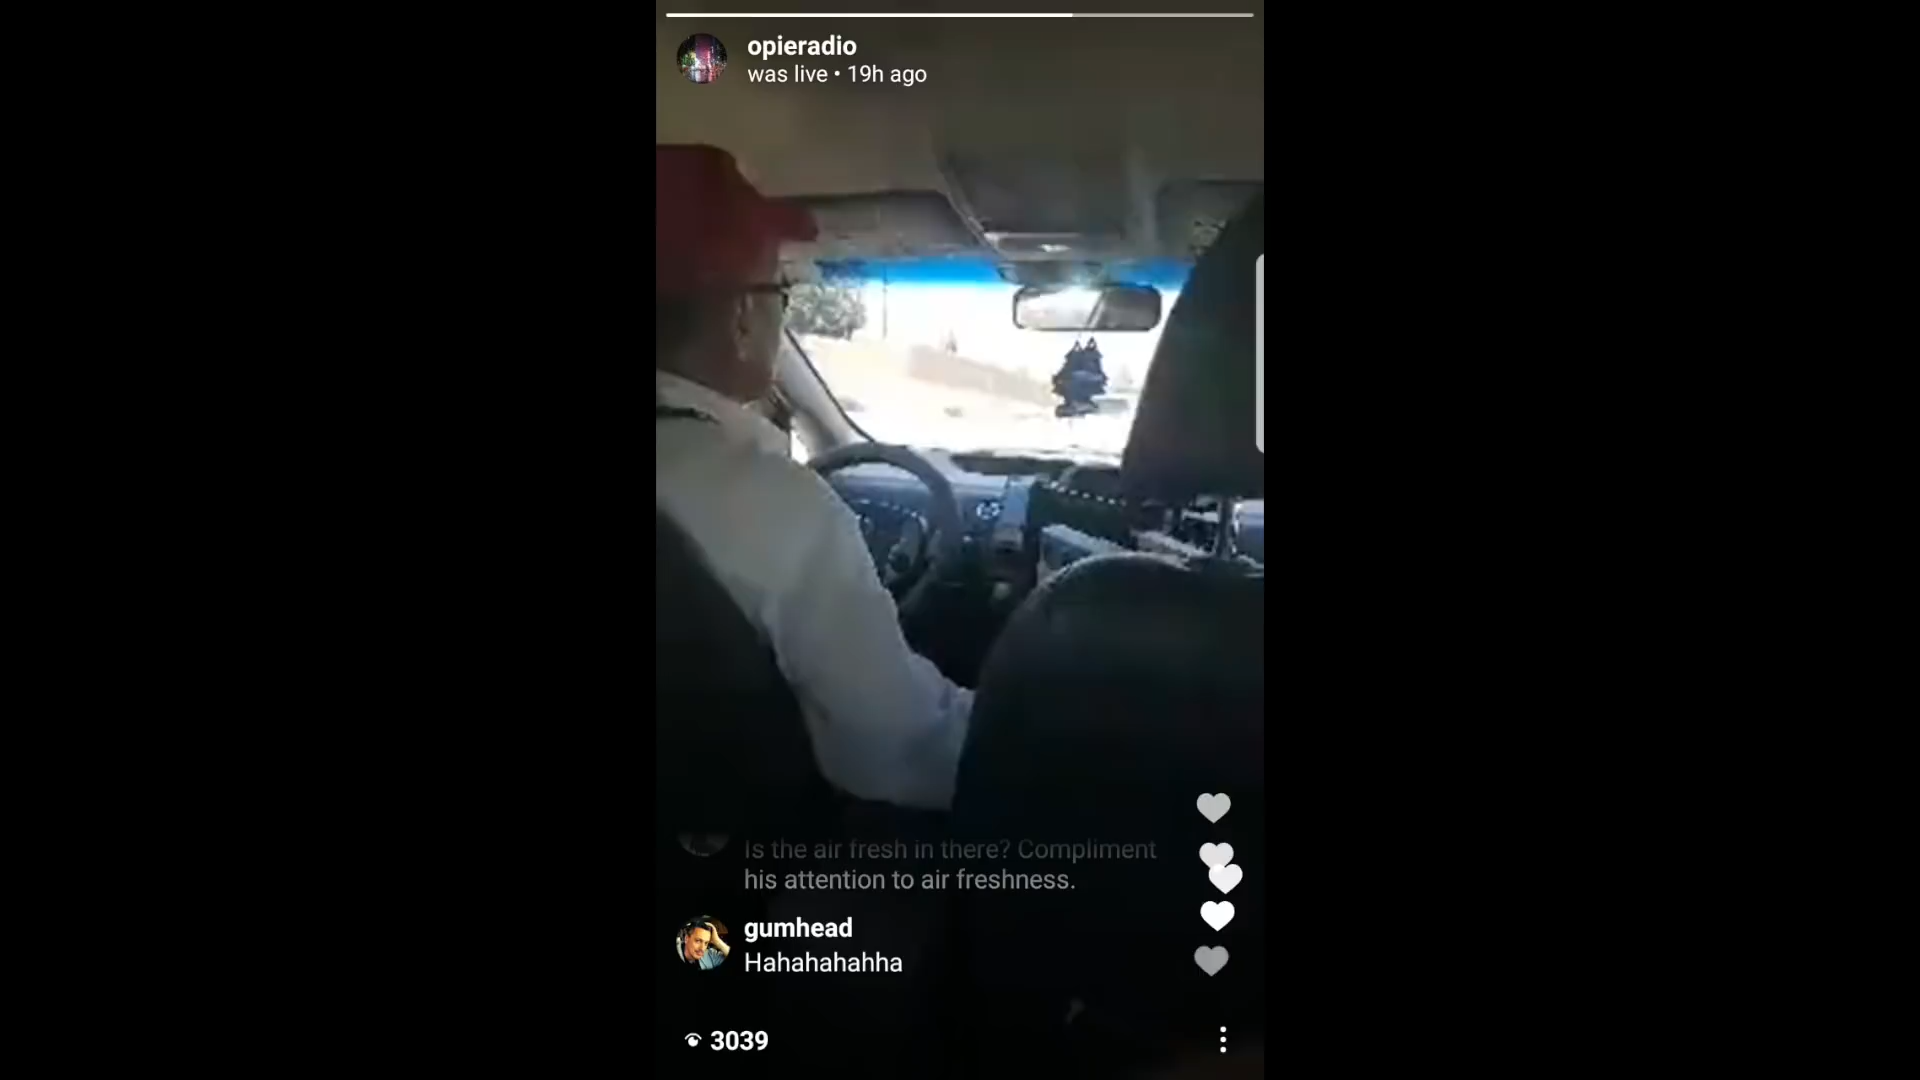 opieradio
was live • 19h ago
Is the air fresh in there? Compliment
his attention to air freshness.
gumhead
Hahahahahha
3039